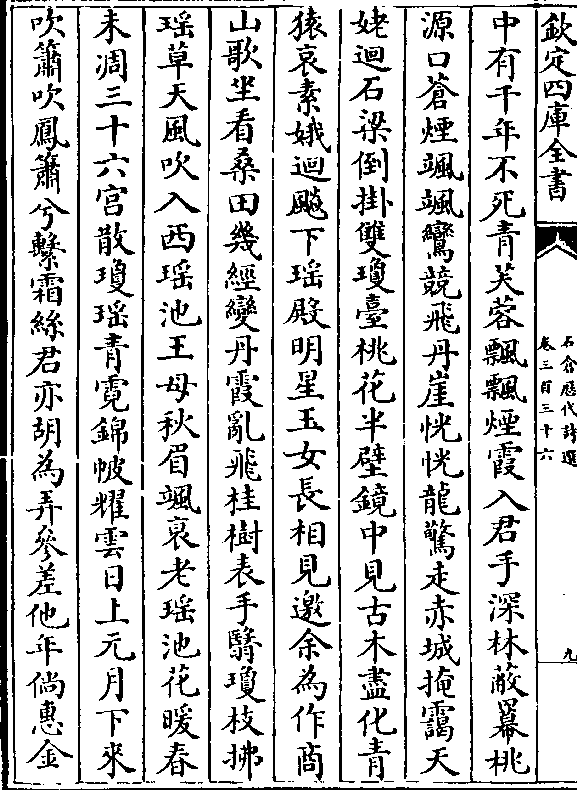 欽定四庫全書
石倉歷代詩選
卷三百三十六
九
中有千年不死青芙蓉飄飄煙霞入君手深林蔽幕桃
源口蒼煙颯颯鸞競飛丹崖恍恍龍驚走赤城掩靄天
姥迴石梁倒掛雙瓊臺桃花半壁鏡中見古木盡化青
猿哀素娥迴飈下瑶殿明星玉女長相見邀余為作商
山歌坐看桑田幾經變丹霞亂飛桂樹表手翳瓊枝拂
瑶草天風吹入西瑶池王母秋眉颯哀老瑶池花暖春
未凋三十六宫散瓊瑶青霓錦帔耀雲日上元月下來
吹簫吹鳳簫兮繫霜絲君亦胡為弄參差他年倘惠金